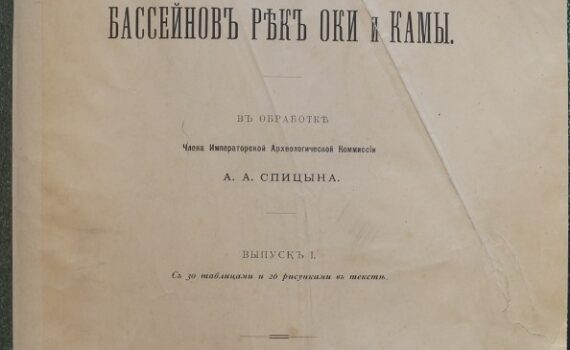 БАССЕЙНОВЪ РѢКЪ ОКИ и КАМЫ.
ВЪ ОБРАБОТКѢ
Члена Императорской Археологической Коммиссіи
А. А. СПИЦЫНА.
ВЫПУСКЪ I.
Съ 30 таблицами и 26 рисунками въ текстѣ.